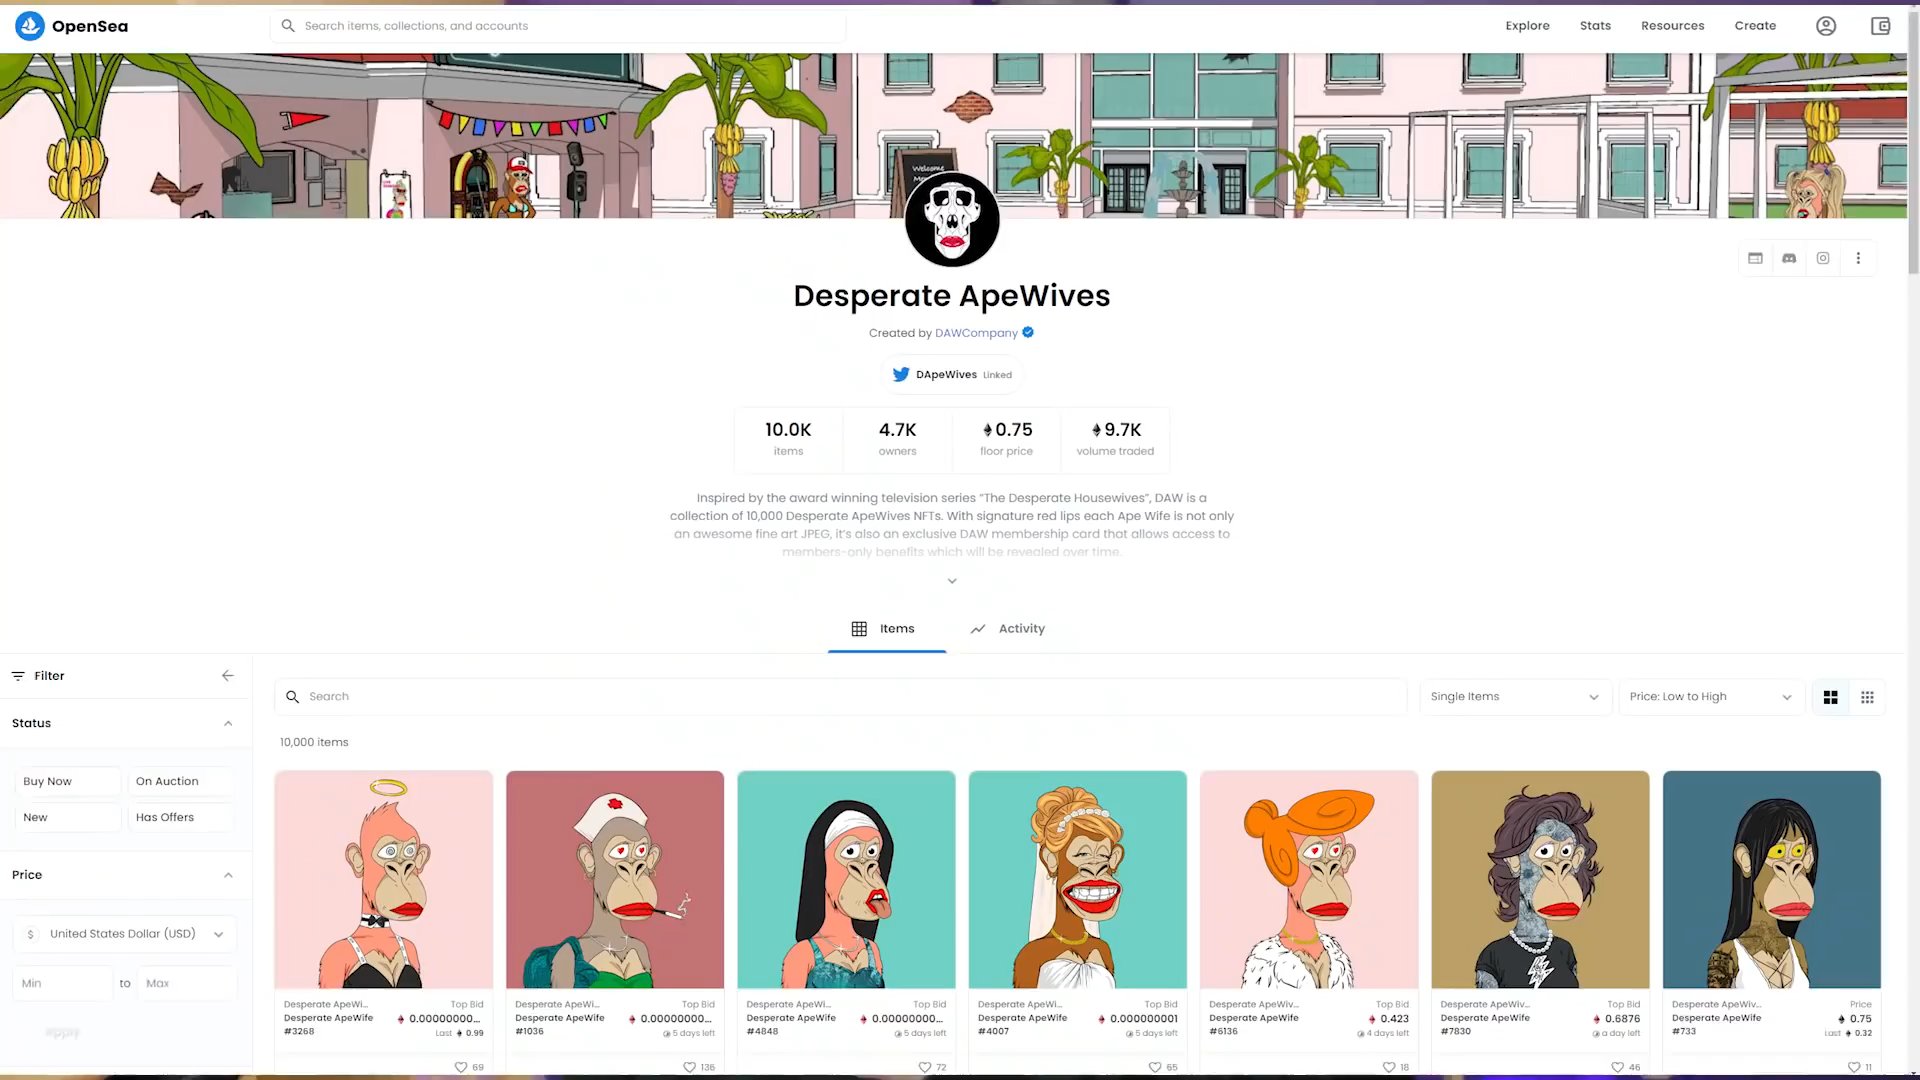 OpenSea
Search items, collections, and accounts
Explore
Stats
Resources
Create
Welcome
Desperate ApeWives
Created by DAWCompany
DApeWives Linked
10.0K
items
4.7K
owners
0.75
floor price
9.7K
volume traded
Inspired by the award winning television series “The Desperate Housewives”, DAW is a
collection of 10,000 Desperate ApeWives NFTs. With signature red lips each Ape Wife is not only
an awesome fine art JPEG, it’s also an exclusive DAW membership card that allows access to
members-only benefits which will be revealed over time.
Items
Activity
Filter
Status
Buy Now
On Auction
New
Has Offers
Price
$ United States Dollar (USD)
Min
to
Max
Apply
Search
Single Items
Price: Low to High
10,000 items
Desperate ApeWi...
Top Bid
Desperate ApeWife
0.00000000...
#3268
Last 0.99
69
Desperate ApeWi...
Top Bid
Desperate ApeWife
0.00000000...
#1036
5 days left
136
Desperate ApeWi...
Top Bid
Desperate ApeWife
0.00000000...
#4848
5 days left
72
Desperate ApeWi...
Top Bid
Desperate ApeWife
0.000000001
#4007
5 days left
65
Desperate ApeWiv...
Top Bid
Desperate ApeWife
0.423
#6136
4 days left
18
Desperate ApeWiv...
Top Bid
Desperate ApeWife
0.6876
#7830
a day left
46
Desperate ApeWiv...
Price
Desperate ApeWife
0.75
#733
Last 0.32
11